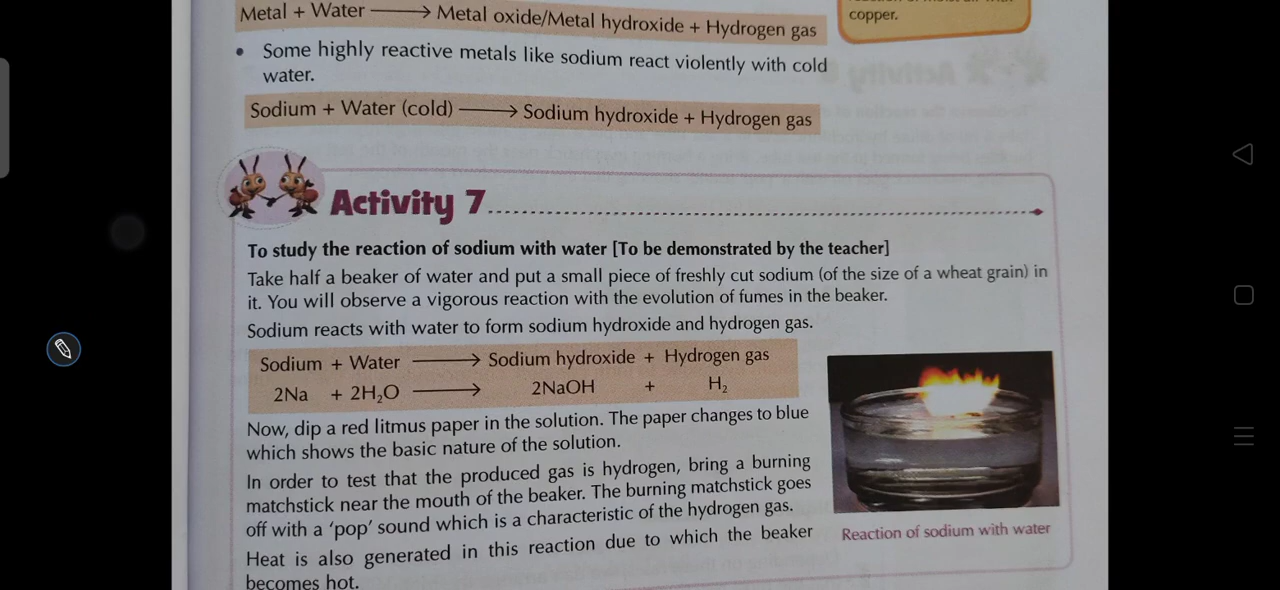 copper.
Metal + Water ⟶ Metal oxide/Metal hydroxide + Hydrogen gas
• Some highly reactive metals like sodium react violently with cold
water.
Sodium + Water (cold) ⟶ Sodium hydroxide + Hydrogen gas
Activity 7
To study the reaction of sodium with water [To be demonstrated by the teacher]
Take half a beaker of water and put a small piece of freshly cut sodium (of the size of a wheat grain) in
it. You will observe a vigorous reaction with the evolution of fumes in the beaker.
Sodium reacts with water to form sodium hydroxide and hydrogen gas.
Sodium + Water ⟶ Sodium hydroxide + Hydrogen gas
2Na + 2H₂O ⟶ 2NaOH + H₂
Now, dip a red litmus paper in the solution. The paper changes to blue
which shows the basic nature of the solution.
In order to test that the produced gas is hydrogen, bring a burning
matchstick near the mouth of the beaker. The burning matchstick goes
off with a 'pop' sound which is a characteristic of the hydrogen gas.
Heat is also generated in this reaction due to which the beaker
becomes hot.
Reaction of sodium with water